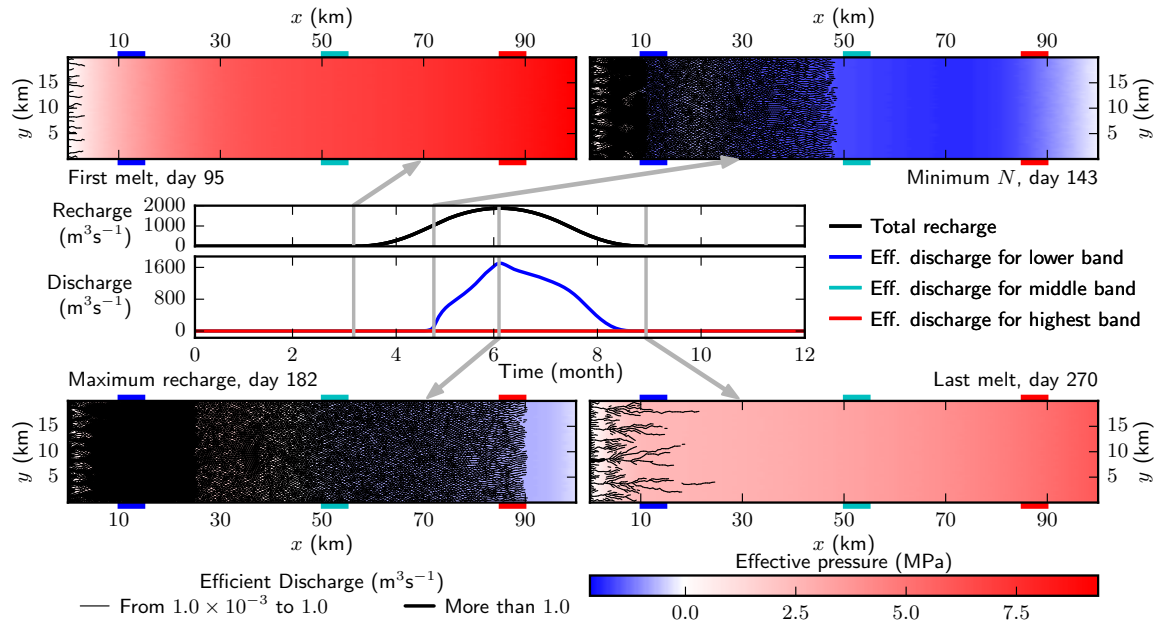 x (km)
x (km)
10 30 50 70 90
10 30 50 70 90
y (km)
15
10
5
15
10
5
y (km)
First melt, day 95
Minimum N, day 143
Recharge
(m³s⁻¹)
2000
1000
0
Discharge
(m³s⁻¹)
1600
800
0
0 2 4 6 8 10 12
Time (month)
Total recharge
Eff. discharge for lower band
Eff. discharge for middle band
Eff. discharge for highest band
Maximum recharge, day 182
Last melt, day 270
y (km)
15
10
5
15
10
5
y (km)
10 30 50 70 90
10 30 50 70 90
x (km)
x (km)
Efficient Discharge (m³s⁻¹)
From 1.0 × 10⁻³ to 1.0
More than 1.0
Effective pressure (MPa)
0.0 2.5 5.0 7.5